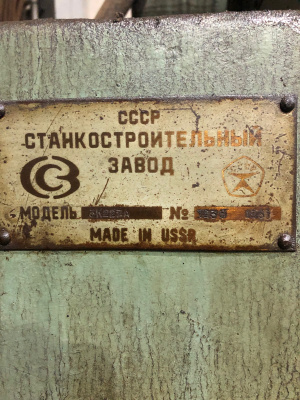 СССР
СТАНКОСТРОИТЕЛЬНЫЙ
ЗАВОД
МОДЕЛЬ №
MADE IN USSR